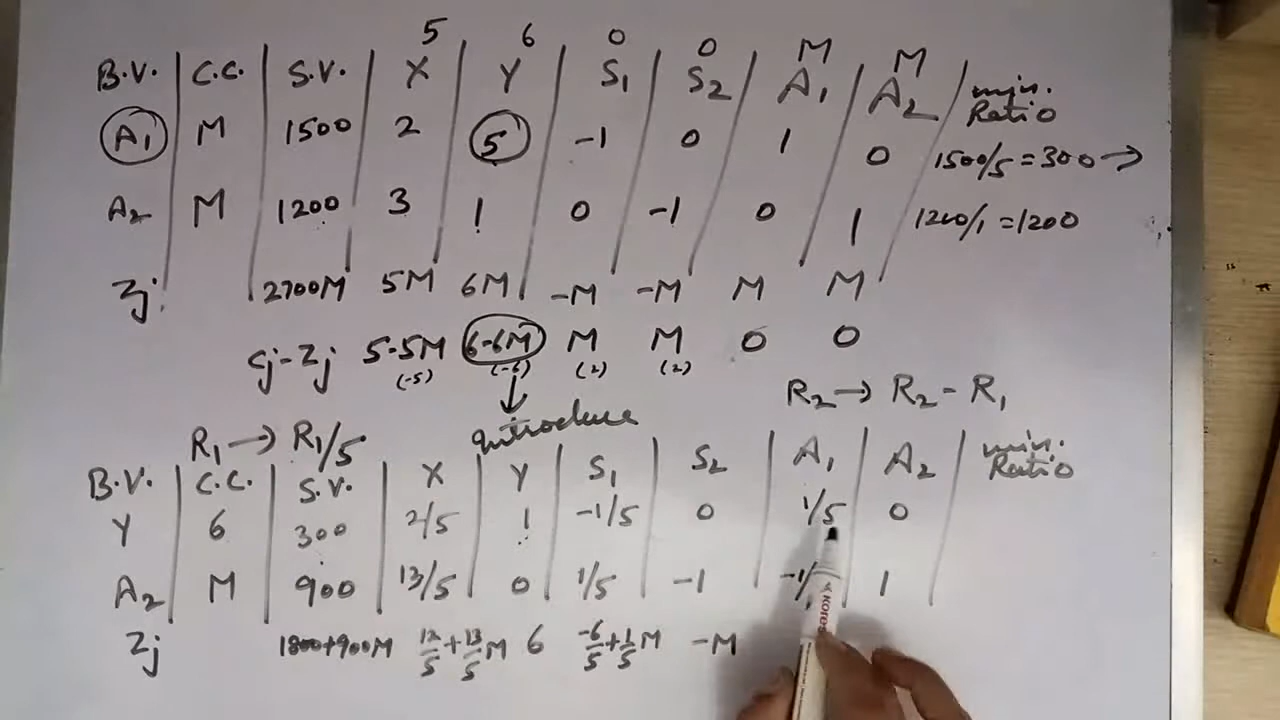 5 6 0 0 M M
B.V. C.C. S.V. X Y S1 S2 A1 A2 min. Ratio
A1 M 1500 2 5 -1 0 1 0 1500/5=300→
A2 M 1200 3 1 0 -1 0 1 1200/1=1200
Zj 2700M 5M 6M -M -M M M
Cj-Zj 5-5M 6-6M M M 0 0
(-5) (-6) (2) (2)
introduce
R2→ R2-R1
R1→ R1/5
B.V. C.C. S.V. X Y S1 S2 A1 A2 min. Ratio
Y 6 300 2/5 1 -1/5 0 1/5 0
A2 M 900 13/5 0 1/5 -1 -1/ 1
Zj 1800+900M 12/5+13/5M 6 -6/5+1/5M -M
Kores